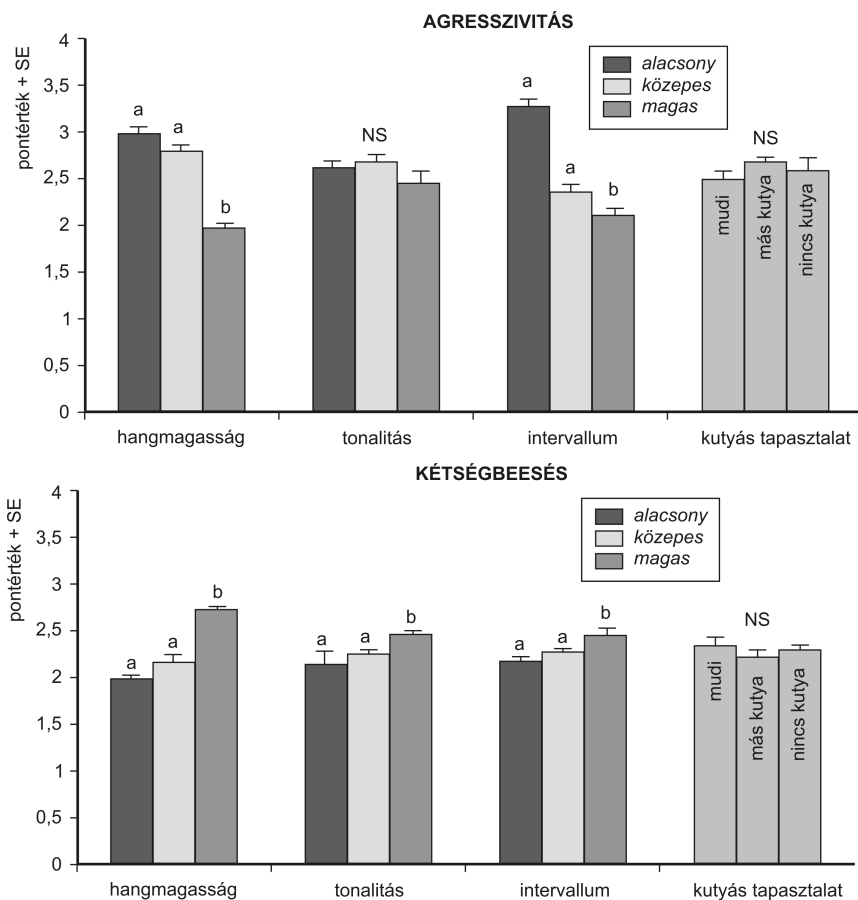 AGRESSZIVITÁS
pontérték + SE
4
3,5
3
2,5
2
1,5
1
0,5
0
alacsony
közepes
magas
a
a
b
NS
a
a
b
NS
mudi
más kutya
nincs kutya
hangmagasság
tonalitás
intervallum
kutyás tapasztalat
KÉTSÉGBEESÉS
pontérték + SE
4
3,5
3
2,5
2
1,5
1
0,5
0
alacsony
közepes
magas
a
a
b
a
a
b
a
a
b
NS
mudi
más kutya
nincs kutya
hangmagasság
tonalitás
intervallum
kutyás tapasztalat